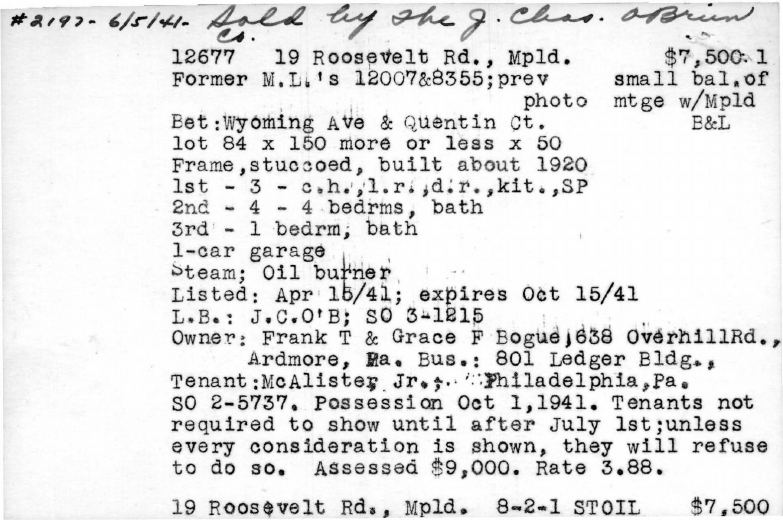 #2197- 6/5/41- Sold by The J. Chas. O'Brien
Co.
12677 19 Roosevelt Rd., Mpld. $7,500.1
Former M.L.'s 12007&8355;prev small bal.of
photo mtge w/Mpld
Bet:Wyoming Ave & Quentin Ct. B&L
lot 84 x 150 more or less x 50
Frame,stuccoed, built about 1920
1st - 3 - c.h.,l.r.,d.r.,kit.,SP
2nd - 4 - 4 bedrms, bath
3rd - 1 bedrm, bath
1-car garage
Steam; Oil burner
Listed: Apr 15/41; expires Oct 15/41
L.B.: J.C.O'B; SO 3-1215
Owner: Frank T & Grace F Bogue,638 OverhillRd.,
Ardmore, Pa. Bus.: 801 Ledger Bldg.,
Tenant:McAlister Jr.; Philadelphia,Pa.
SO 2-5737. Possession Oct 1,1941. Tenants not
required to show until after July 1st;unless
every consideration is shown, they will refuse
to do so. Assessed $9,000. Rate 3.88.
19 Roosevelt Rd., Mpld. 8-2-1 STOIL $7,500